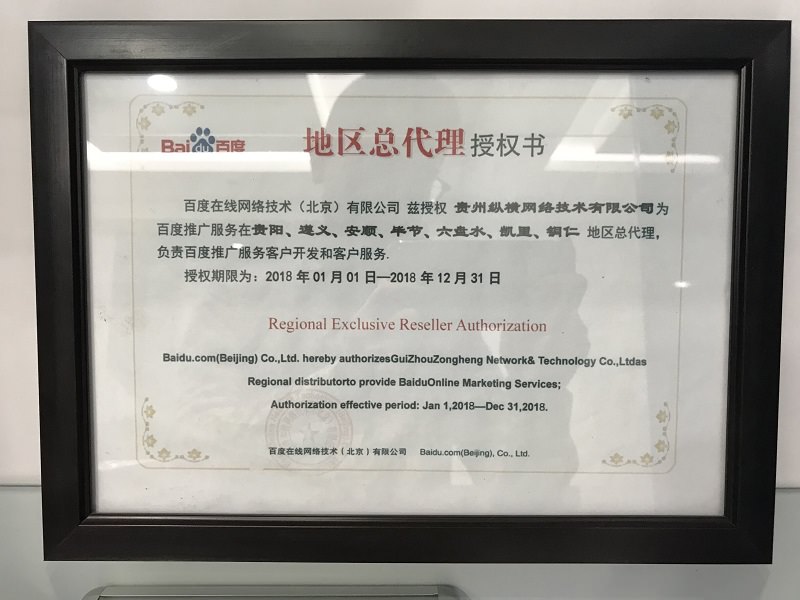 Bai du 百度
地区总代理授权书
百度在线网络技术（北京）有限公司 兹授权 贵州纵横网络技术有限公司为
百度推广服务在贵阳、遵义、安顺、毕节、六盘水、凯里、铜仁 地区总代理，
负责百度推广服务客户开发和客户服务.
授权期限为：2018 年 01 月 01 日—2018 年 12 月 31 日
Regional Exclusive Reseller Authorization
Baidu.com(Beijing) Co.,Ltd. hereby authorizesGuiZhouZongheng Network& Technology Co.,Ltdas
Regional distributorto provide BaiduOnline Marketing Services;
Authorization effective period: Jan 1,2018—Dec 31,2018.
百度在线网络技术（北京）有限公司 Baidu.com(Beijing), Co., Ltd.